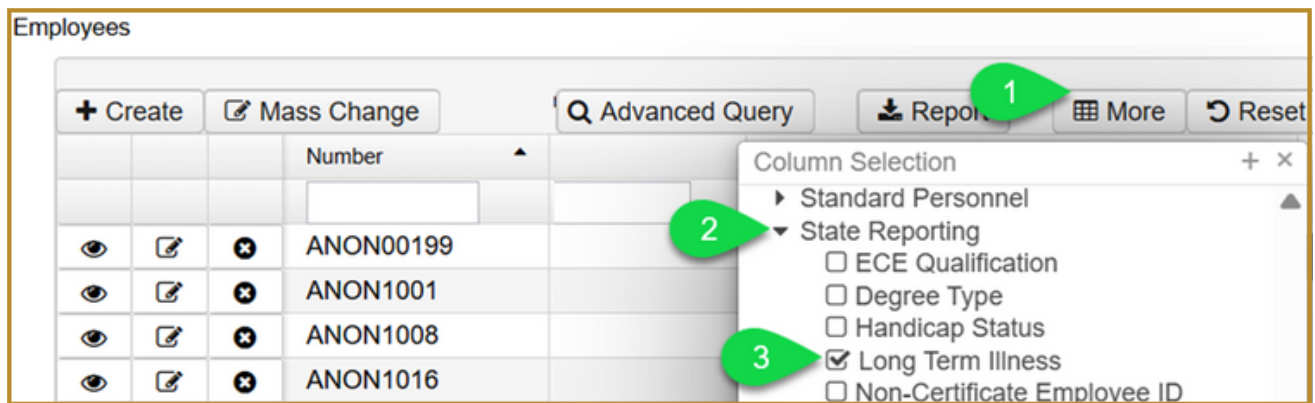 Employees
Create Mass Change Advanced Query Report 1 More Reset
Number
Column Selection
Standard Personnel
2 State Reporting
ANON00199
ECE Qualification
ANON1001
Degree Type
ANON1008
Handicap Status
3 Long Term Illness
ANON1016
Non-Certificate Employee ID